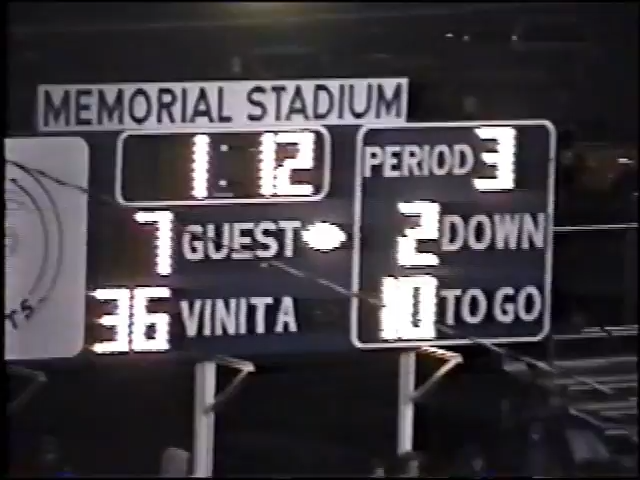 MEMORIAL STADIUM
1:12
PERIOD 3
7 GUEST
2 DOWN
36 VINITA
10 TO GO